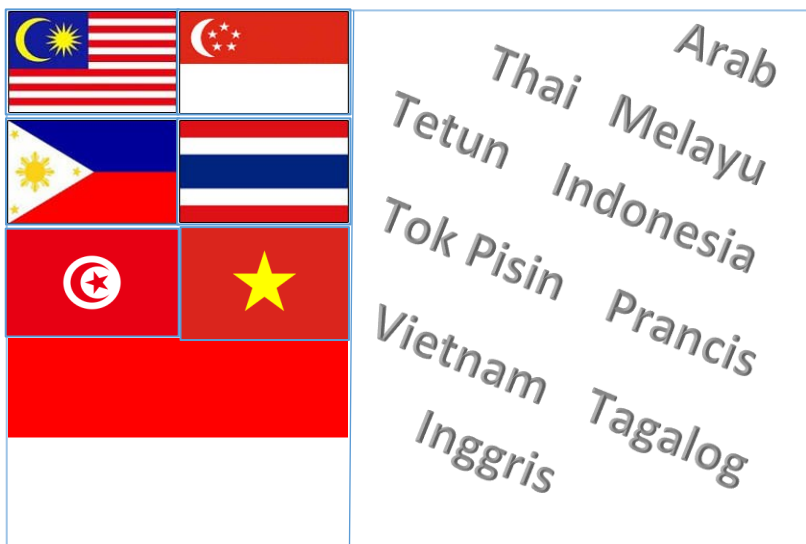 Arab
Thai
Melayu
Tetun
Indonesia
Tok Pisin
Prancis
Vietnam
Tagalog
Inggris